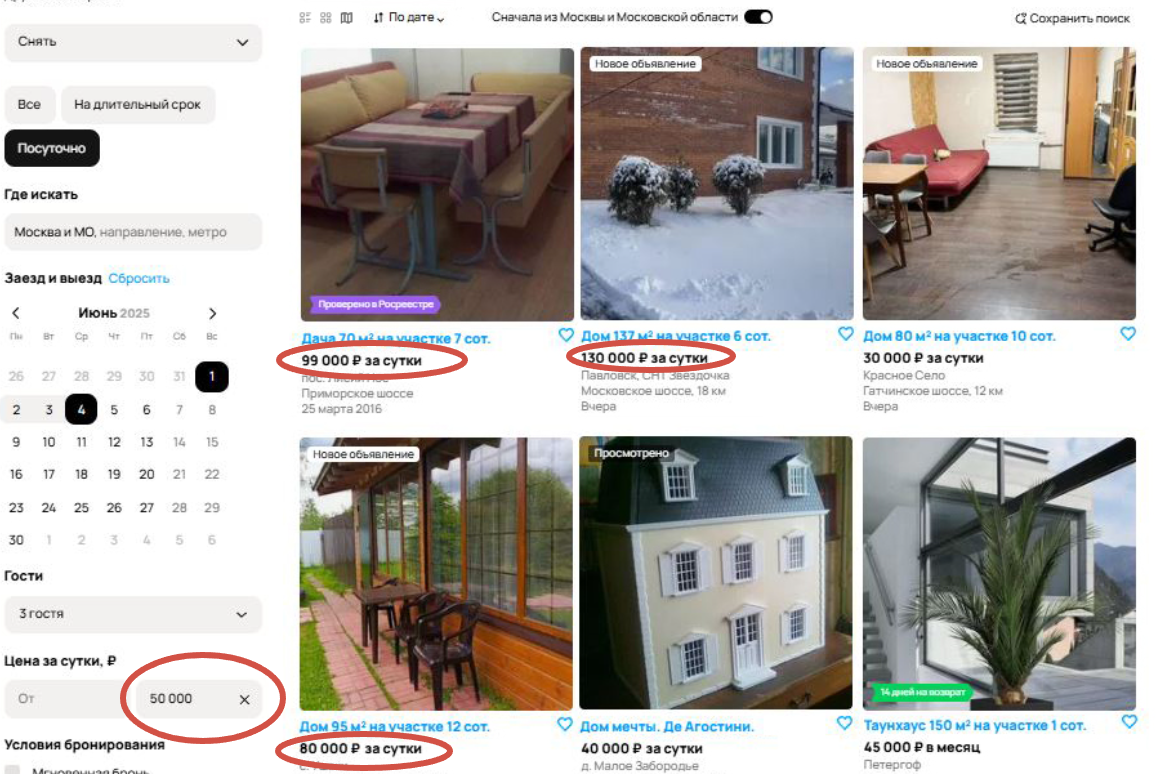 Снять
Все
На длительный срок
Посуточно
Где искать
Москва и МО, направление, метро
Заезд и выезд Сбросить
Июнь 2025
Пн Вт Ср Чт Пт Сб Вс
26 27 28 29 30 31 1
2 3 4 5 6 7 8
9 10 11 12 13 14 15
16 17 18 19 20 21 22
23 24 25 26 27 28 29
30 1 2 3 4 5 6
Гости
3 гостя
Цена за сутки, ₽
От
50 000
Условия бронирования
Мгновенная бронь
По дате
Сначала из Москвы и Московской области
Сохранить поиск
Проверено в Росреестре
Дача 70 м² на участке 7 сот.
99 000 ₽ за сутки
пос.
Приморское шоссе
25 марта 2016
Новое объявление
Дом 137 м² на участке 6 сот.
130 000 ₽ за сутки
Павловск, СНТ Звёздочка
Московское шоссе, 18 км
Вчера
Новое объявление
Дом 80 м² на участке 10 сот.
30 000 ₽ за сутки
Красное Село
Гатчинское шоссе, 12 км
Вчера
Новое объявление
Дом 95 м² на участке 12 сот.
80 000 ₽ за сутки
Просмотрено
Дом мечты. Де Агостини.
40 000 ₽ за сутки
д. Малое Забородье
14 дней на возврат
Таунхаус 150 м² на участке 1 сот.
45 000 ₽ в месяц
Петергоф